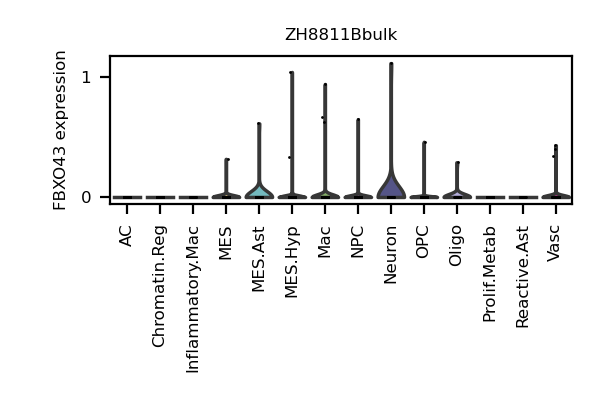 ZH8811Bbulk
FBXO43 expression
1
0
AC
Chromatin.Reg
Inflammatory.Mac
MES
MES.Ast
MES.Hyp
Mac
NPC
Neuron
OPC
Oligo
Prolif.Metab
Reactive.Ast
Vasc